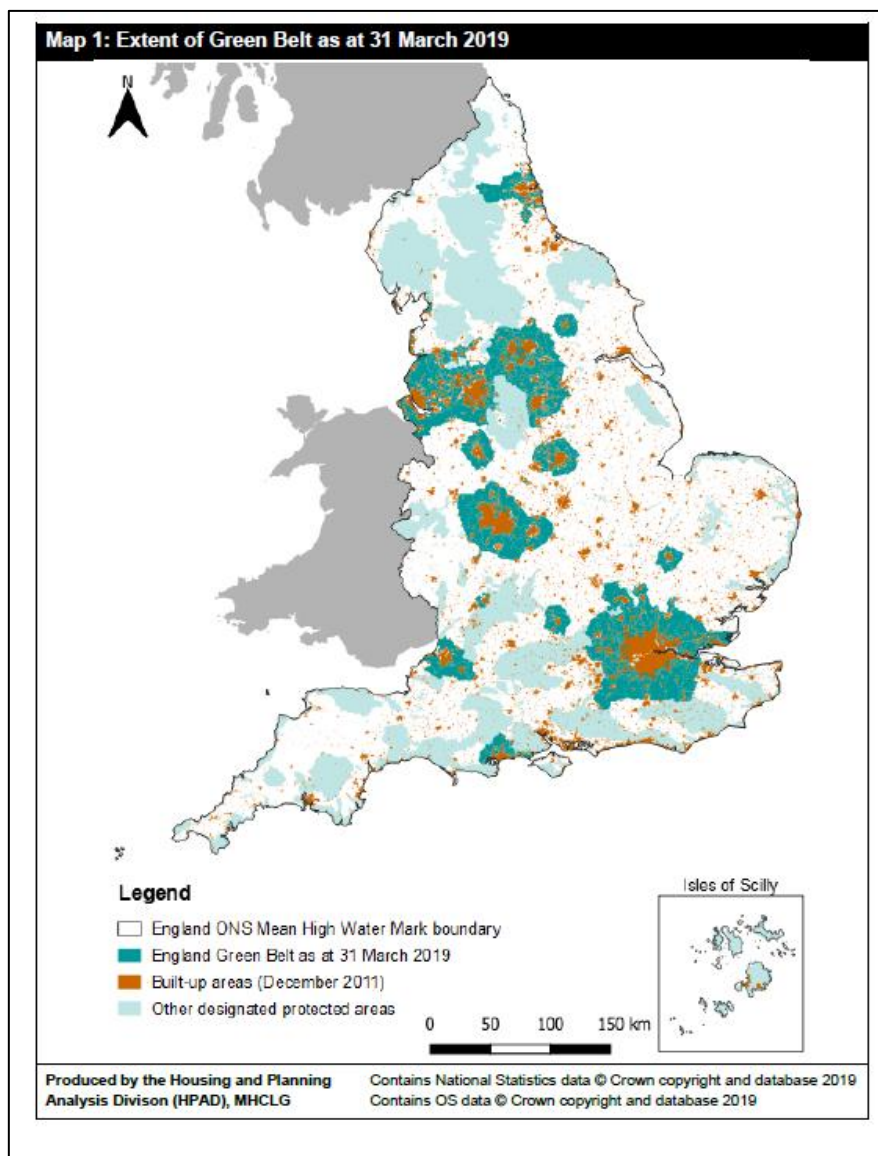 Map 1: Extent of Green Belt as at 31 March 2019
N
Legend
England ONS Mean High Water Mark boundary
England Green Belt as at 31 March 2019
Built-up areas (December 2011)
Other designated protected areas
0 50 100 150 km
Isles of Scilly
Produced by the Housing and Planning
Analysis Divison (HPAD), MHCLG
Contains National Statistics data © Crown copyright and database 2019
Contains OS data © Crown copyright and database 2019